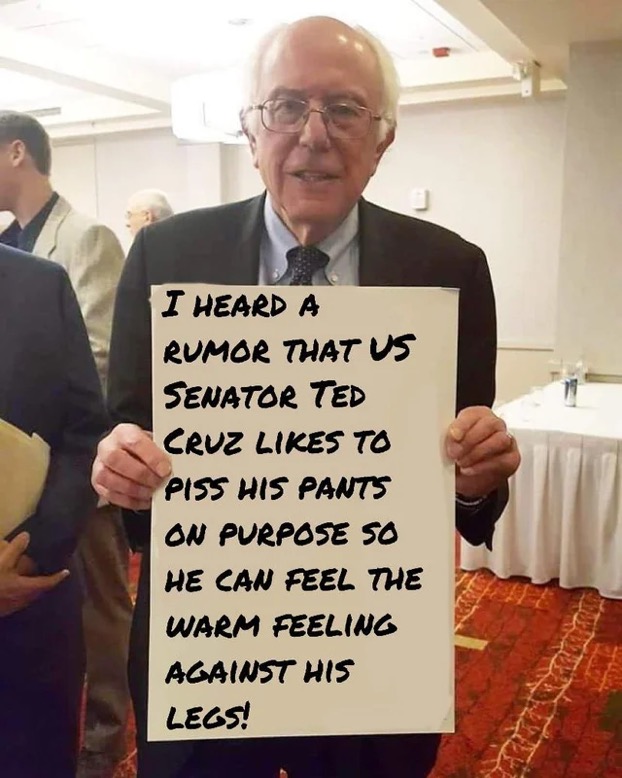 I HEARD A
RUMOR THAT US
SENATOR TED
CRUZ LIKES TO
PISS HIS PANTS
ON PURPOSE SO
HE CAN FEEL THE
WARM FEELING
AGAINST HIS
LEGS!